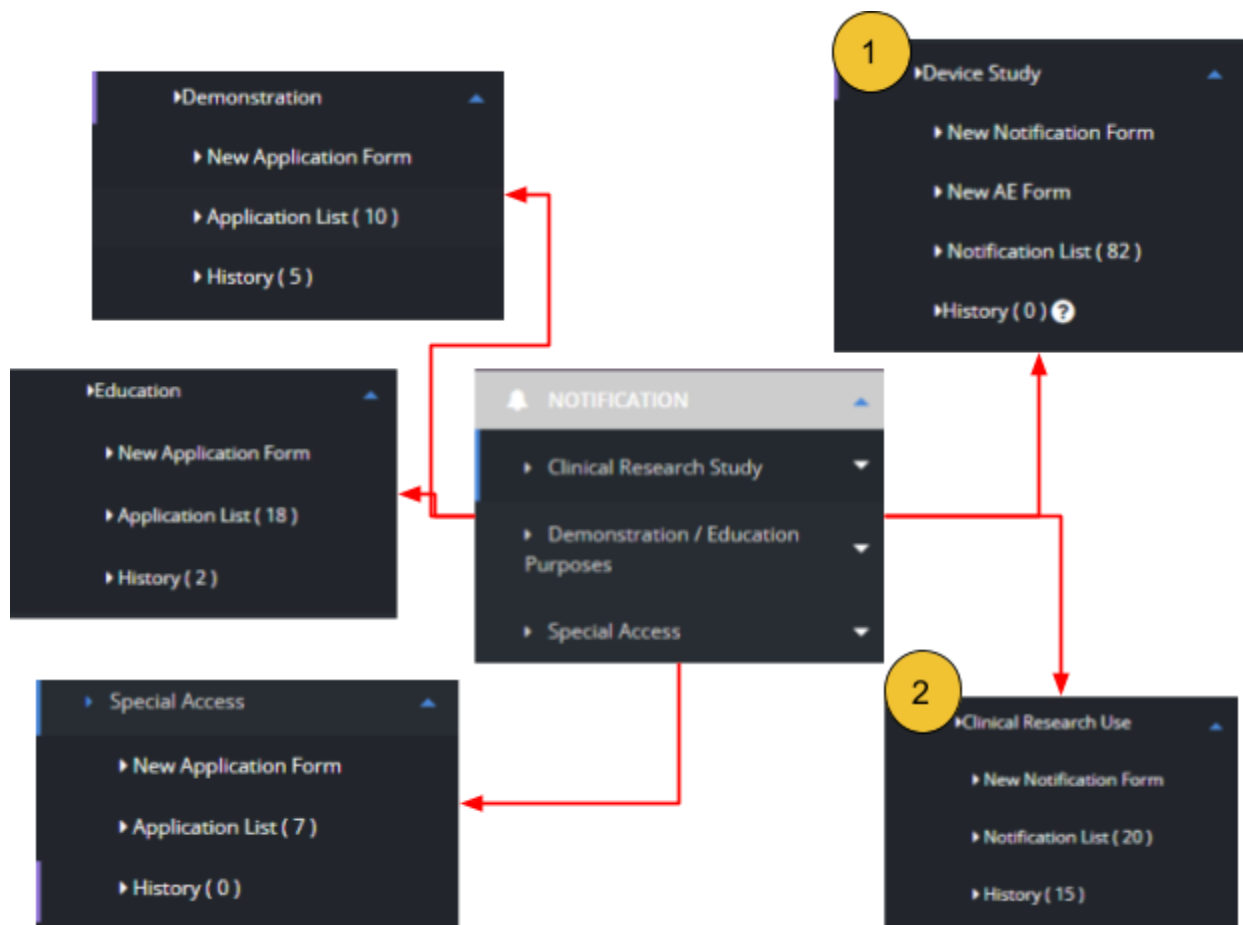 Demonstration
New Application Form
Application List ( 10 )
History ( 5 )
1
Device Study
New Notification Form
New AE Form
Notification List ( 82 )
History ( 0 ) ?
Education
New Application Form
Application List ( 18 )
History ( 2 )
NOTIFICATION
Clinical Research Study
Demonstration / Education
Purposes
Special Access
Special Access
New Application Form
Application List ( 7 )
History ( 0 )
2
Clinical Research Use
New Notification Form
Notification List ( 20 )
History ( 15 )